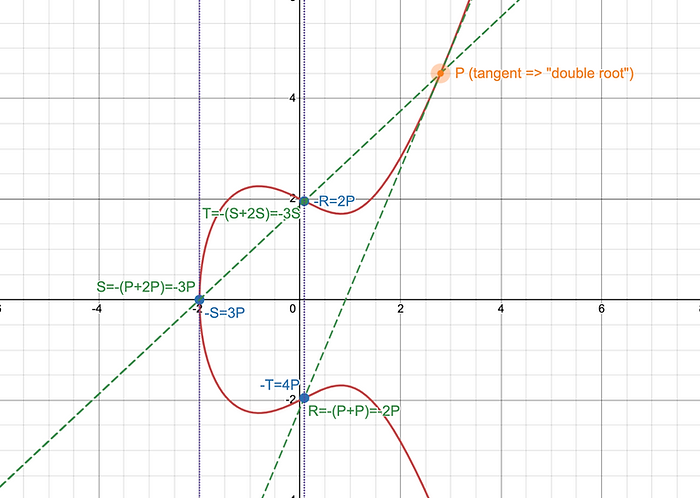 P (tangent => "double root")
4
2
-R=2P
T=-(S+2S)=-3S
S=-(P+2P)=-3P
-4
-2
0
2
4
6
-S=3P
-T=4P
-2
R=-(P+P)=-2P